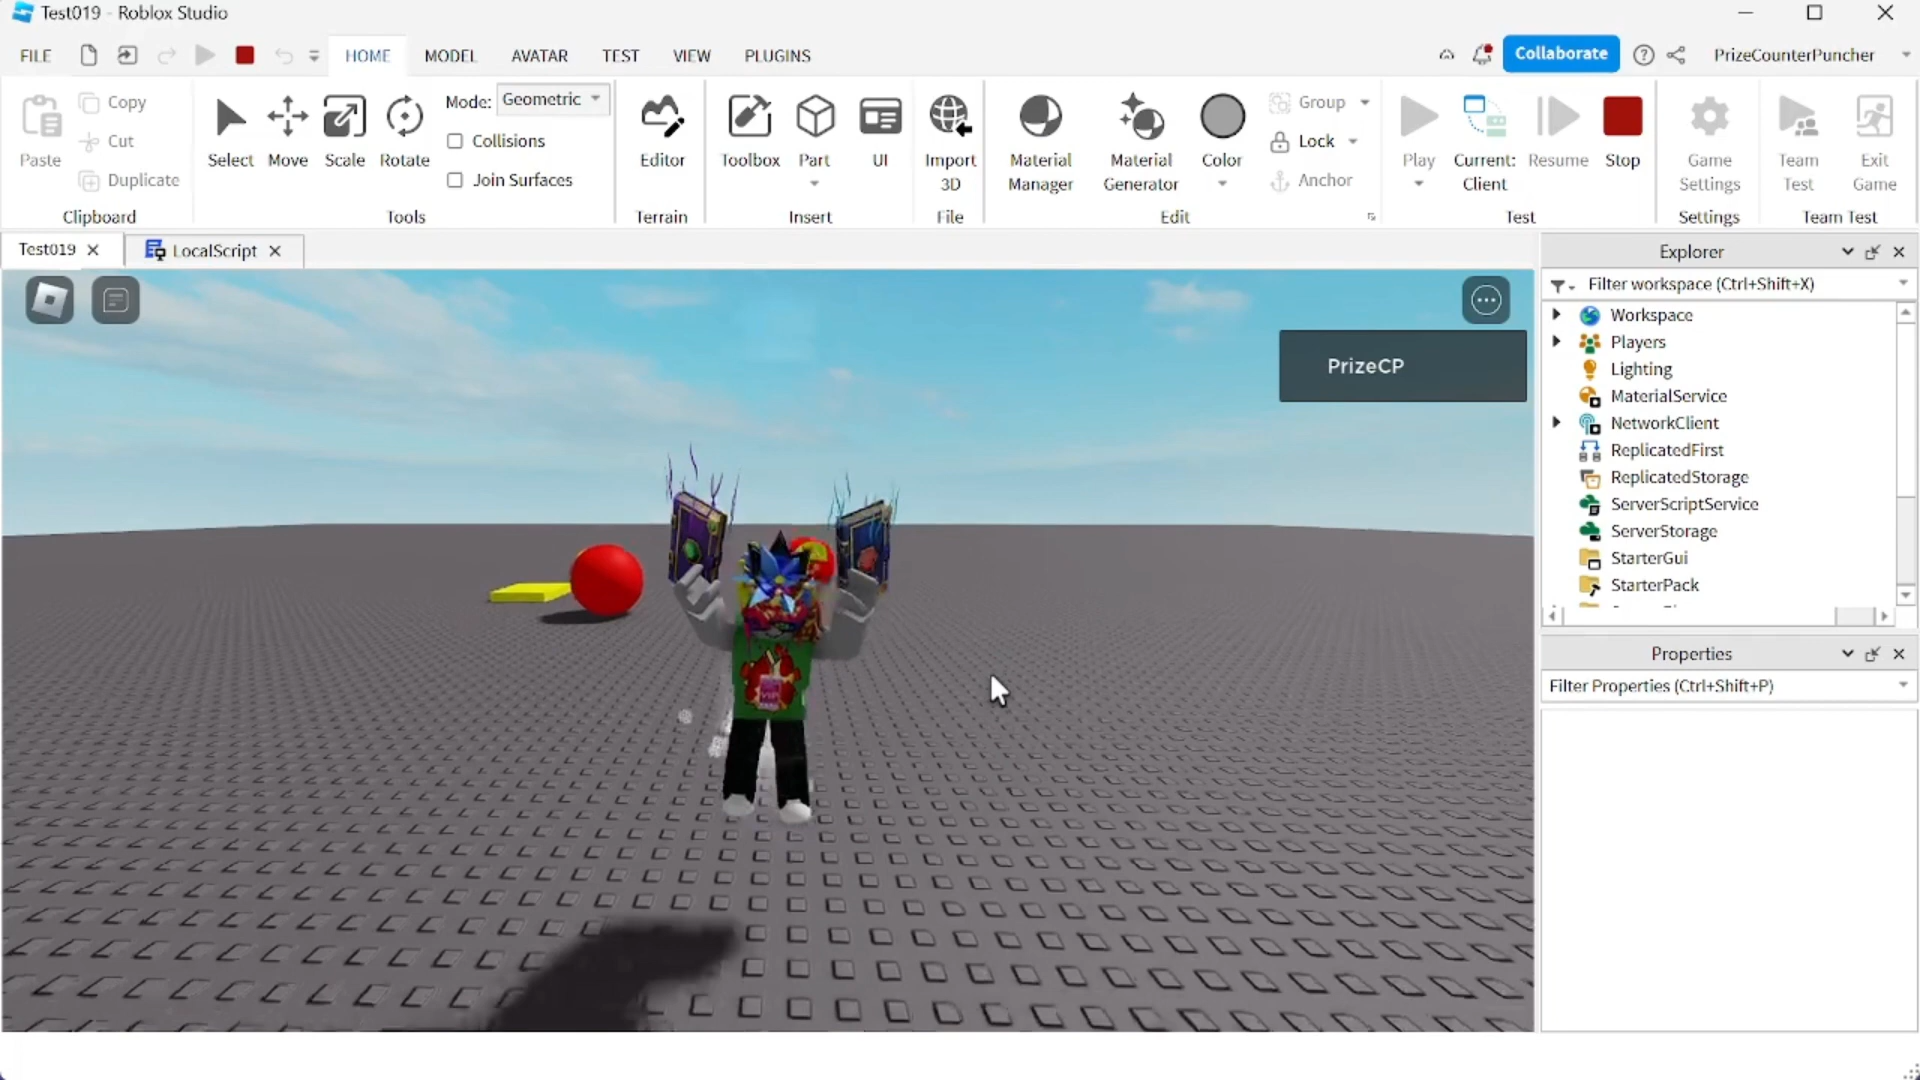 Test019 - Roblox Studio
FILE HOME MODEL AVATAR TEST VIEW PLUGINS Collaborate PrizeCounterPuncher
Paste Copy Cut Duplicate
Clipboard
Select Move Scale Rotate
Mode: Geometric
Collisions
Join Surfaces
Tools
Editor
Terrain
Toolbox Part UI
Insert
Import 3D
File
Material Manager
Material Generator
Color
Group
Lock
Anchor
Edit
Play
Current: Client
Resume Stop
Test
Game Settings
Settings
Team Test
Exit Game
Team Test
Test019 LocalScript
PrizeCP
Explorer
Filter workspace (Ctrl+Shift+X)
Workspace
Players
Lighting
MaterialService
NetworkClient
ReplicatedFirst
ReplicatedStorage
ServerScriptService
ServerStorage
StarterGui
StarterPack
Properties
Filter Properties (Ctrl+Shift+P)